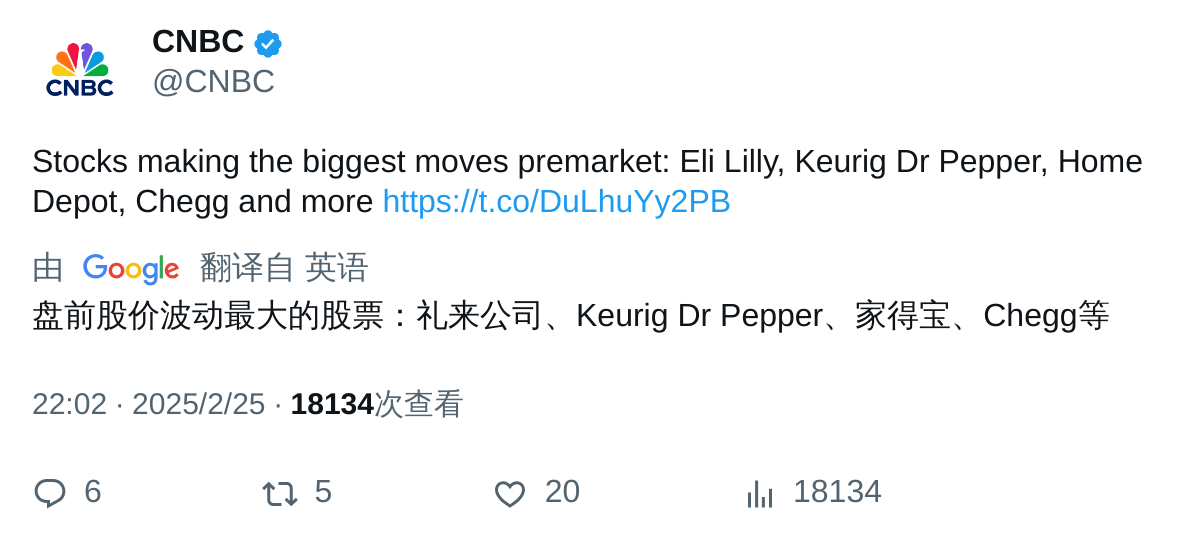 CNBC
CNBC
@CNBC
Stocks making the biggest moves premarket: Eli Lilly, Keurig Dr Pepper, Home
Depot, Chegg and more https://t.co/DuLhuYy2PB
由 Google 翻译自 英语
盘前股价波动最大的股票：礼来公司、Keurig Dr Pepper、家得宝、Chegg等
22:02 · 2025/2/25 · 18134次查看
6 5 20 18134